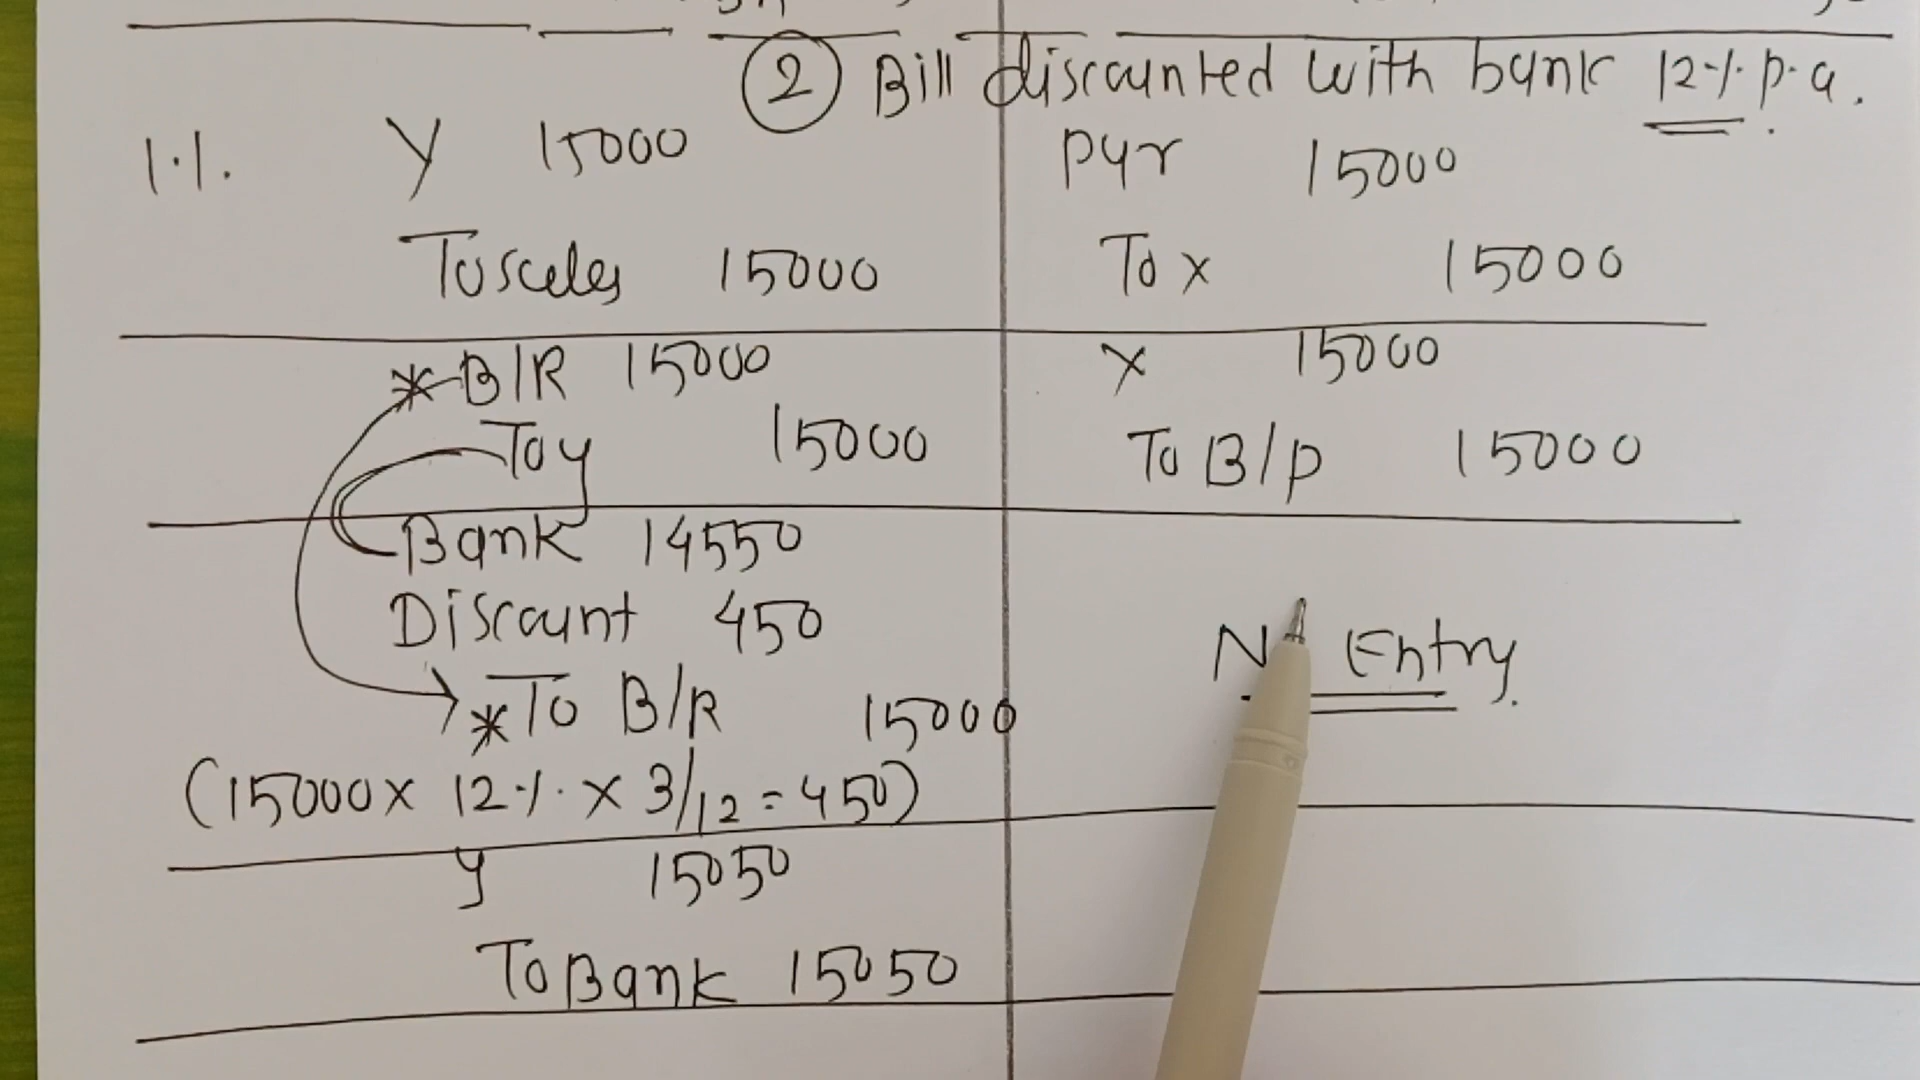 ② Bill discounted with bank 12% p.a.
1.1. Y 15000
To sales 15000
Pur 15000
To X 15000
*B/R 15000
To y 15000
X 15000
To B/P 15000
Bank 14550
Discount 450
*To B/R 15000
(15000 x 12% x 3/12 = 450)
No Entry.
y 15050
To Bank 15050